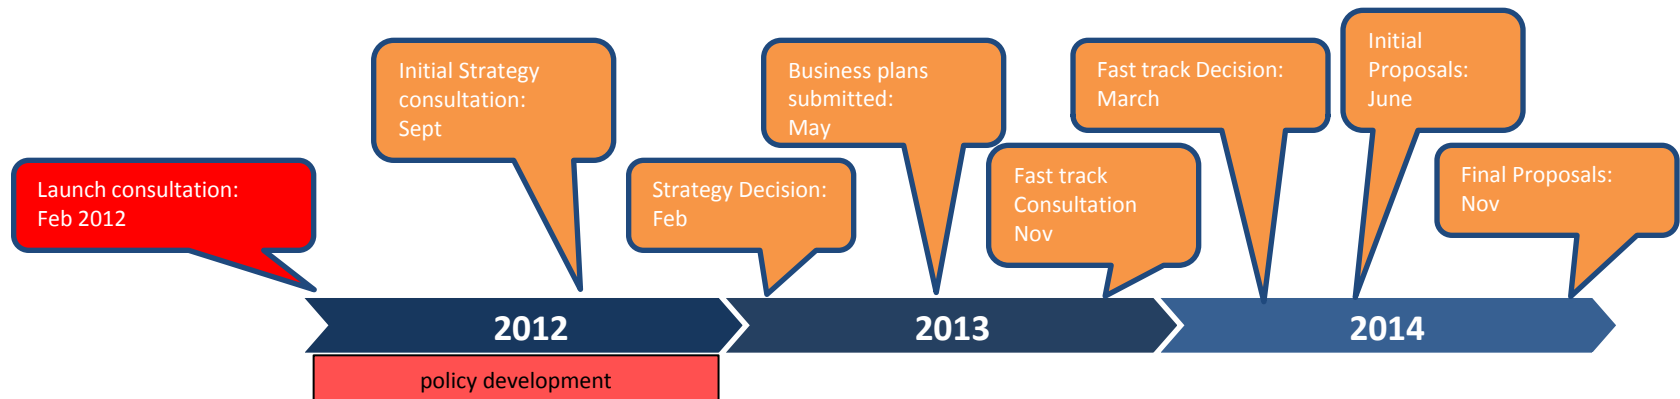 Launch consultation:
Feb 2012
Initial Strategy
consultation:
Sept
Strategy Decision:
Feb
Business plans
submitted:
May
Fast track
Consultation
Nov
Fast track Decision:
March
Initial
Proposals:
June
Final Proposals:
Nov
2012
2013
2014
policy development